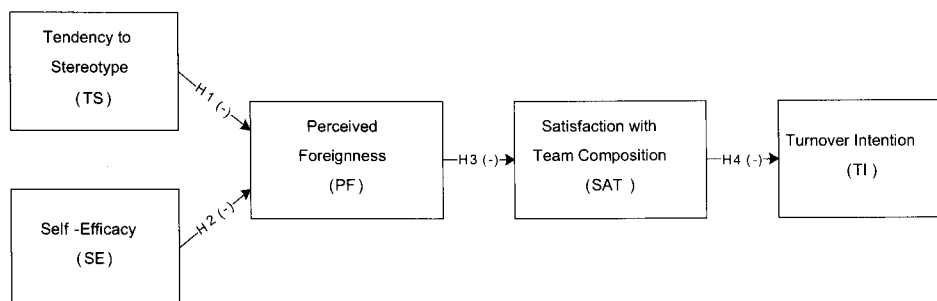 Tendency to
Stereotype
(TS)
H1 (-)
Perceived
Foreignness
(PF)
H3 (-)
Satisfaction with
Team Composition
(SAT )
H4 (-)
Turnover Intention
(TI)
H2 (-)
Self -Efficacy
(SE)